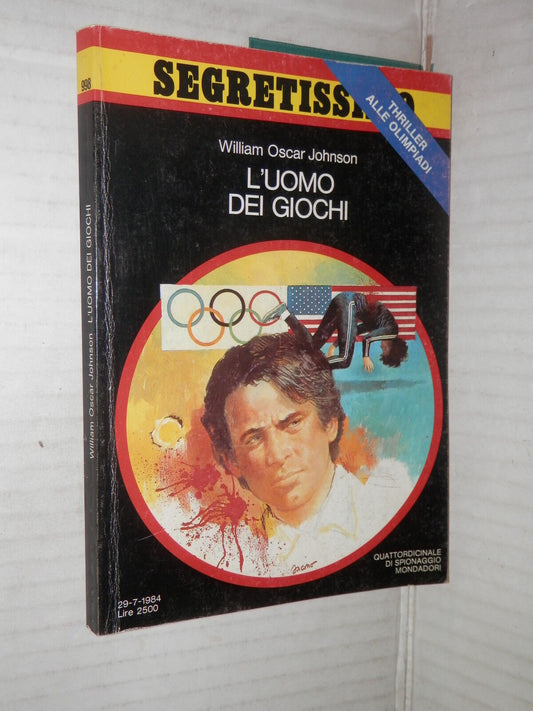 998
William Oscar Johnson L'UOMO DEI GIOCHI
SEGRETISSIMO
THRILLER
ALLE OLIMPIADI
William Oscar Johnson
L'UOMO
DEI GIOCHI
Jacono
QUATTORDICINALE
DI SPIONAGGIO
MONDADORI
29-7-1984
Lire 2500